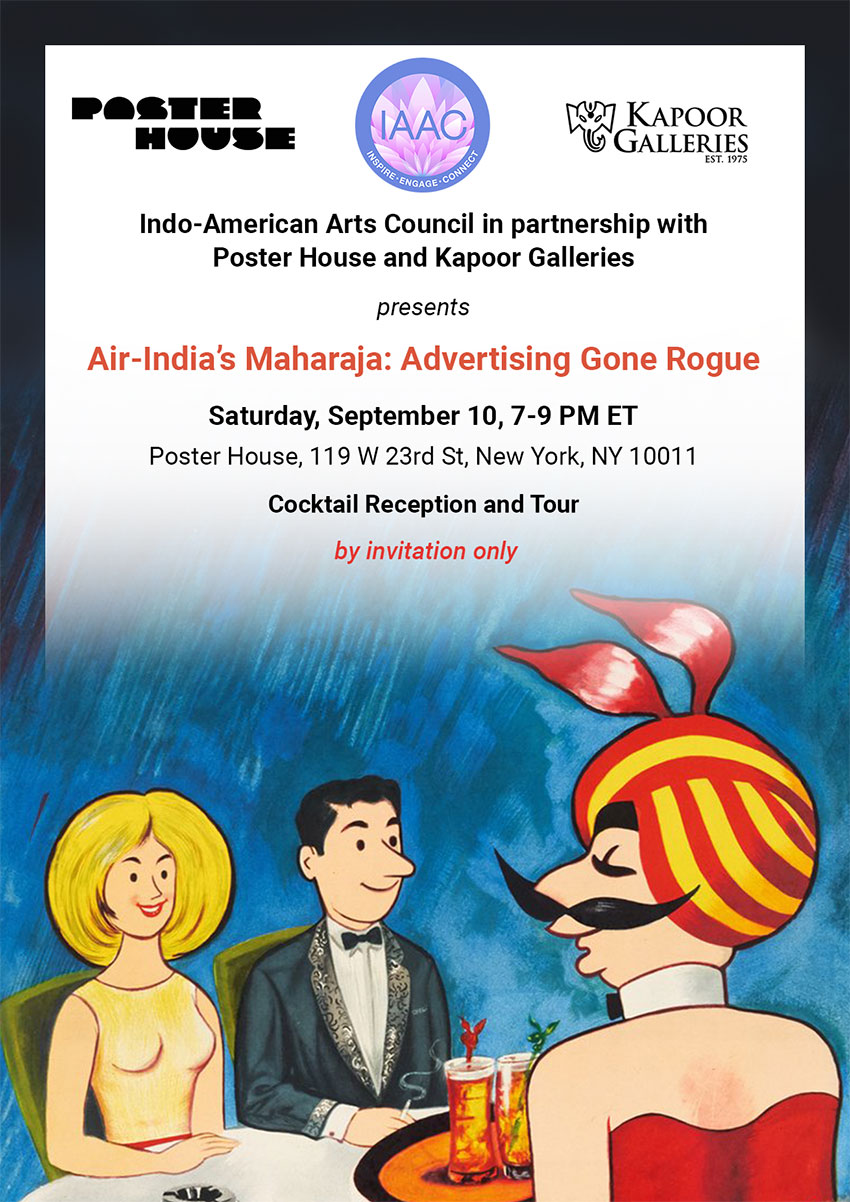 POSTER
HOUSE
IAAC
INSPIRE • ENGAGE • CONNECT
KAPOOR
GALLERIES
EST. 1975
Indo-American Arts Council in partnership with
Poster House and Kapoor Galleries
presents
Air-India’s Maharaja: Advertising Gone Rogue
Saturday, September 10, 7-9 PM ET
Poster House, 119 W 23rd St, New York, NY 10011
Cocktail Reception and Tour
by invitation only